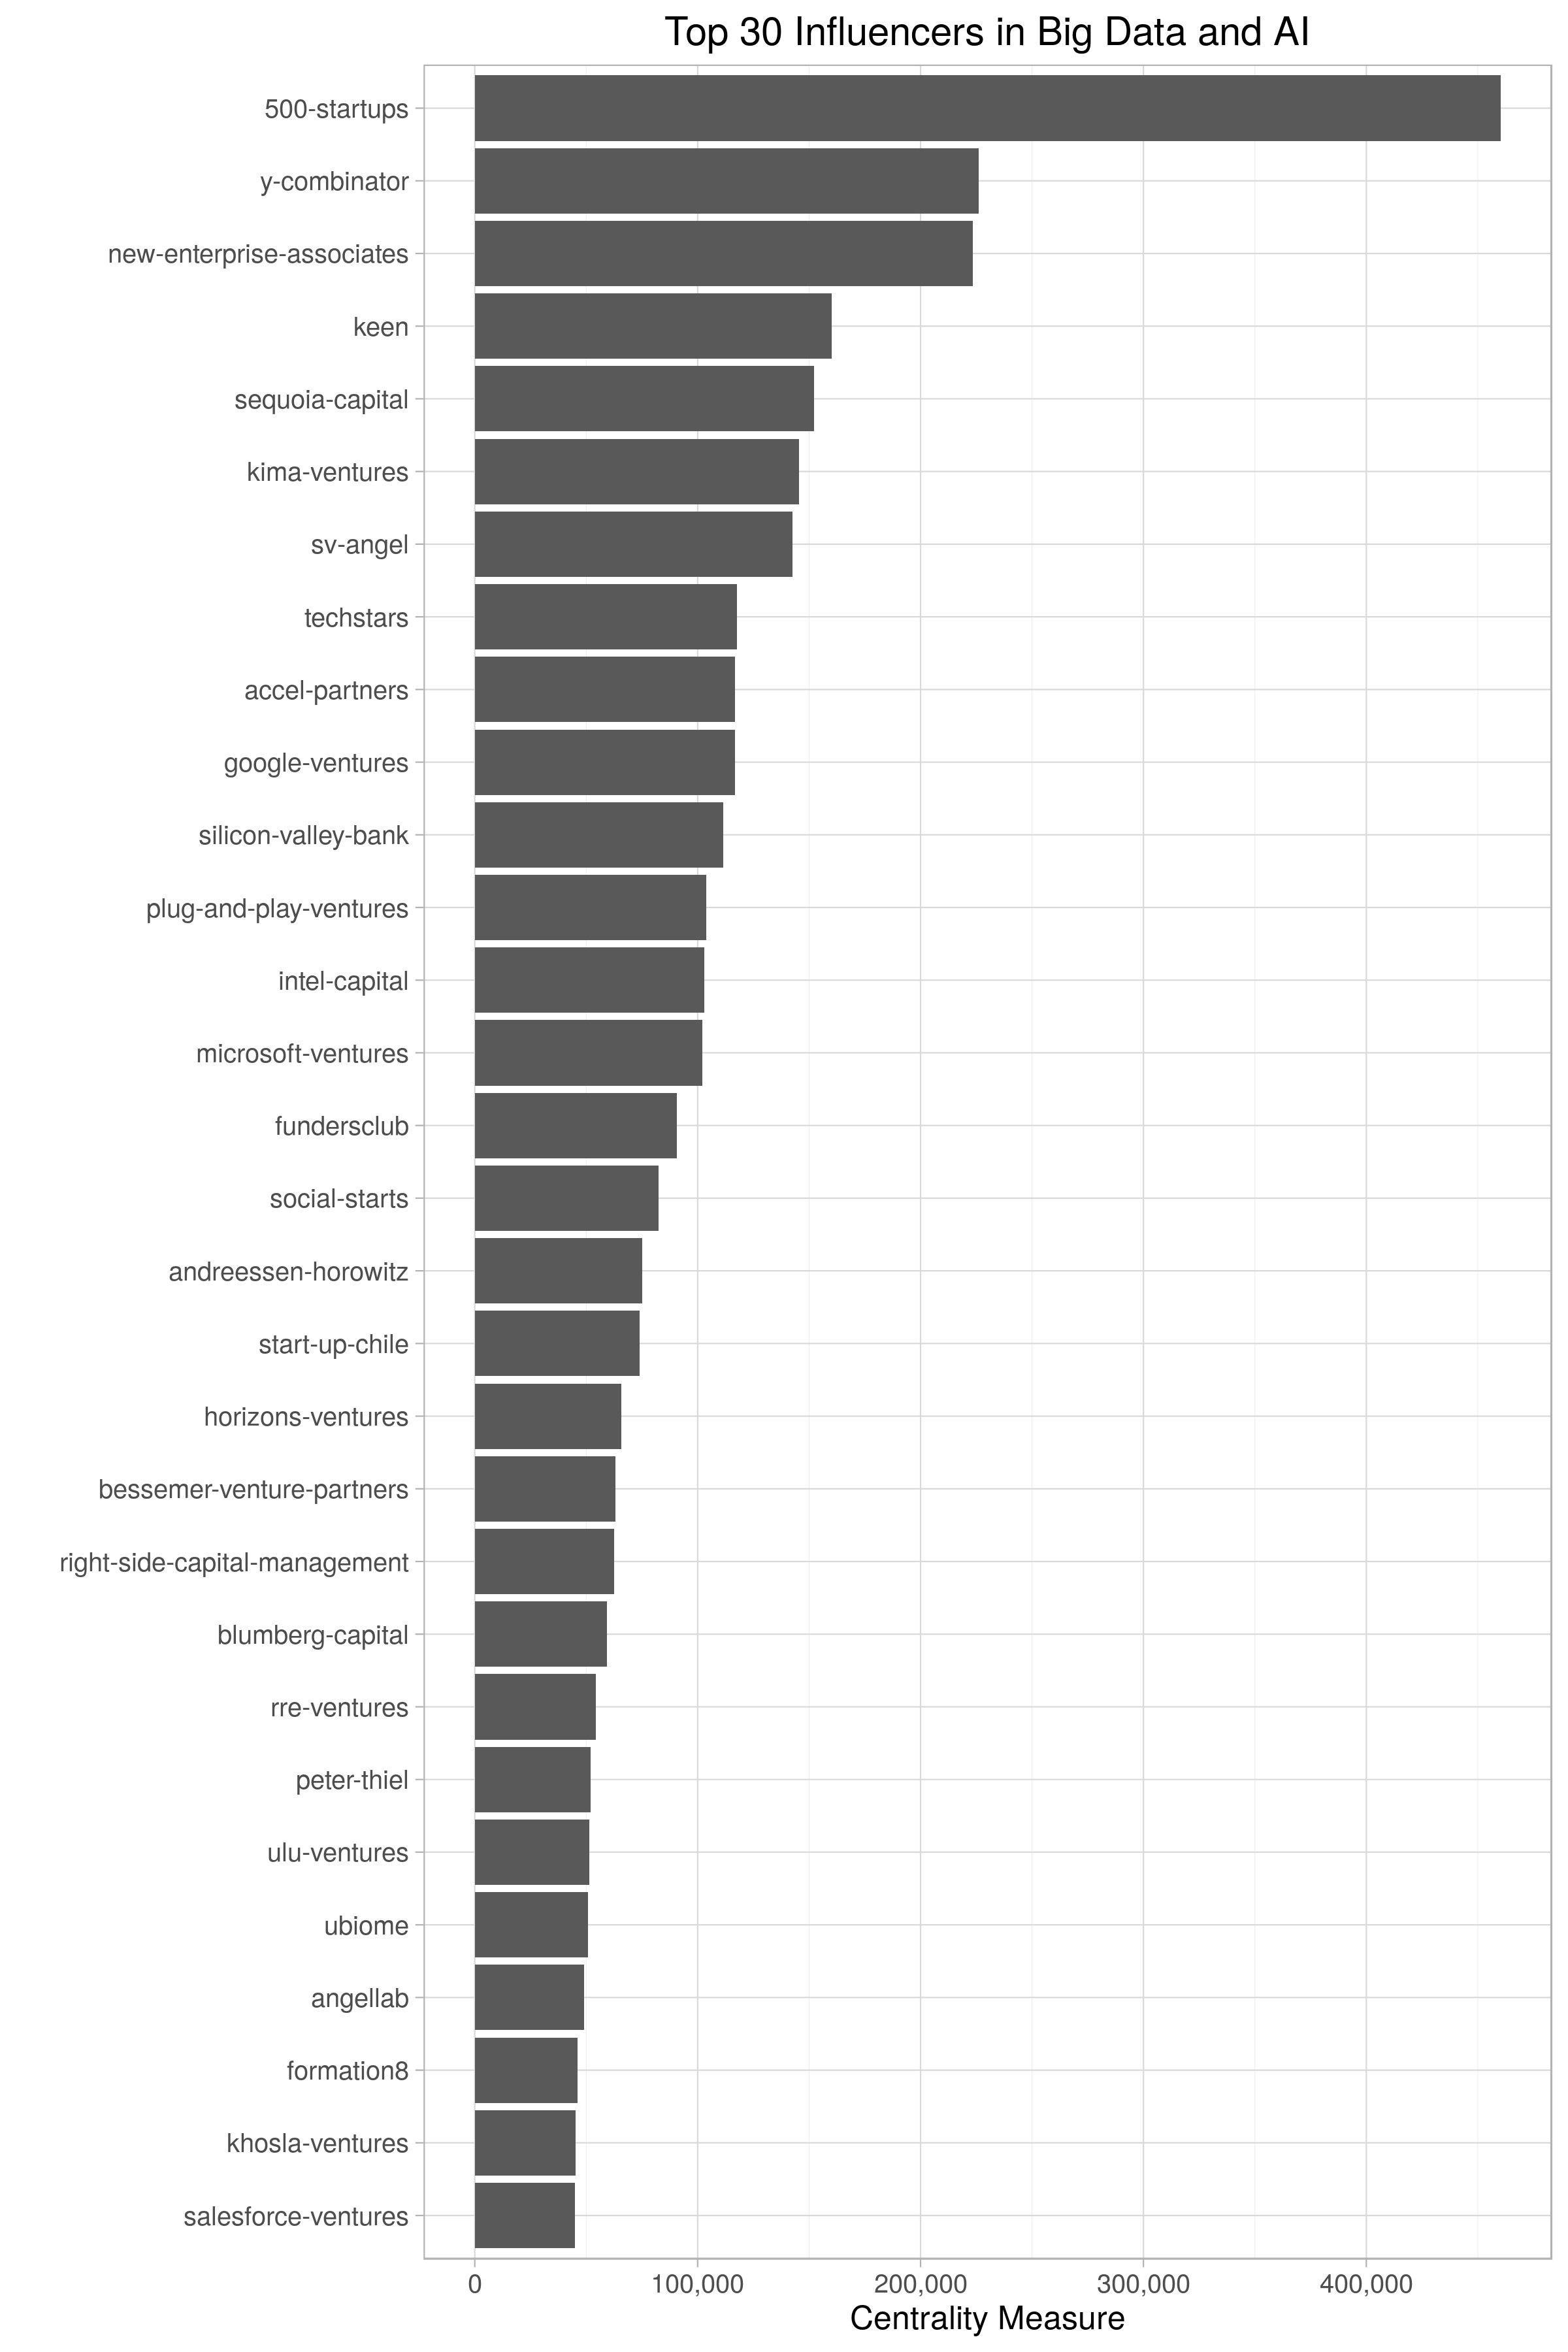 Top 30 Influencers in Big Data and AI
500-startups
y-combinator
new-enterprise-associates
keen
sequoia-capital
kima-ventures
sv-angel
techstars
accel-partners
google-ventures
silicon-valley-bank
plug-and-play-ventures
intel-capital
microsoft-ventures
fundersclub
social-starts
andreessen-horowitz
start-up-chile
horizons-ventures
bessemer-venture-partners
right-side-capital-management
blumberg-capital
rre-ventures
peter-thiel
ulu-ventures
ubiome
angellab
formation8
khosla-ventures
salesforce-ventures
0 100,000 200,000 300,000 400,000
Centrality Measure